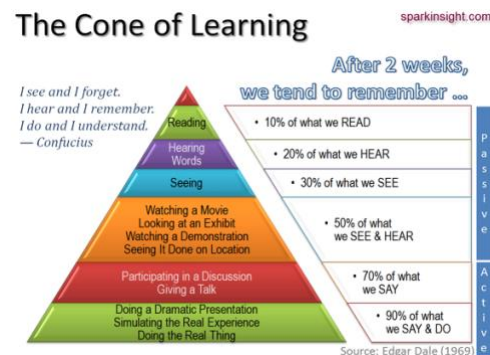 The Cone of Learning
sparkinsight.com
I see and I forget.
I hear and I remember.
I do and I understand.
— Confucius
After 2 weeks,
we tend to remember ...
Reading
• 10% of what we READ
Hearing
Words
• 20% of what we HEAR
Seeing
• 30% of what we SEE
Watching a Movie
Looking at an Exhibit
Watching a Demonstration
Seeing It Done on Location
• 50% of what
we SEE & HEAR
Participating in a Discussion
Giving a Talk
• 70% of what
we SAY
Doing a Dramatic Presentation
Simulating the Real Experience
Doing the Real Thing
• 90% of what
we SAY & DO
Passive
Active
Source: Edgar Dale (1969)